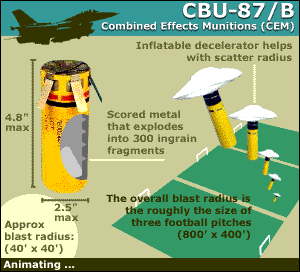 CBU-87/B
Combined Effects Munitions (CEM)
Inflatable decelerator helps
with scatter radius
4.8"
max
Scored metal
that explodes
into 300 ingrain
fragments
2.5"
max
Approx
blast radius:
(40' x 40')
The overall blast radius is
the roughly the size of
three football pitches
(800' x 400')
Animating ...